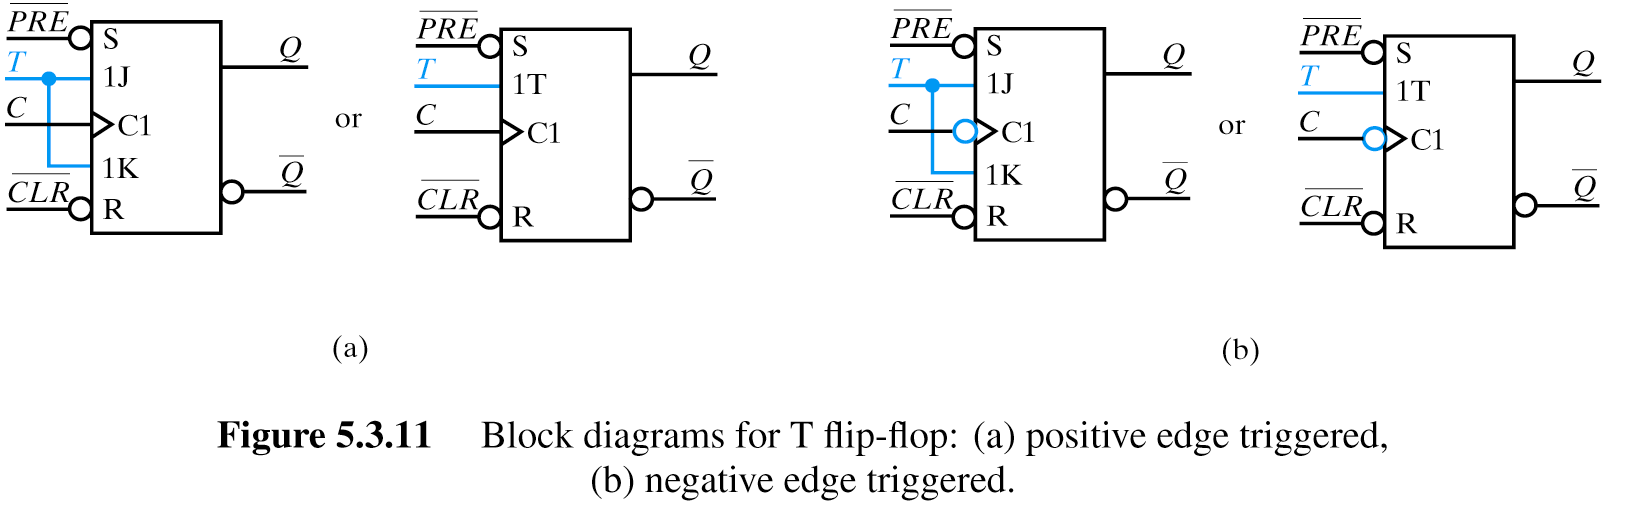 PRE
S
T
1J
C
C1
1K
CLR
R
Q
Q
or
PRE
S
T
1T
C
C1
CLR
R
Q
Q
(a)
PRE
S
T
1J
C
C1
1K
CLR
R
Q
Q
or
PRE
S
T
1T
C
C1
CLR
R
Q
Q
(b)
Figure 5.3.11 Block diagrams for T flip-flop: (a) positive edge triggered,
(b) negative edge triggered.